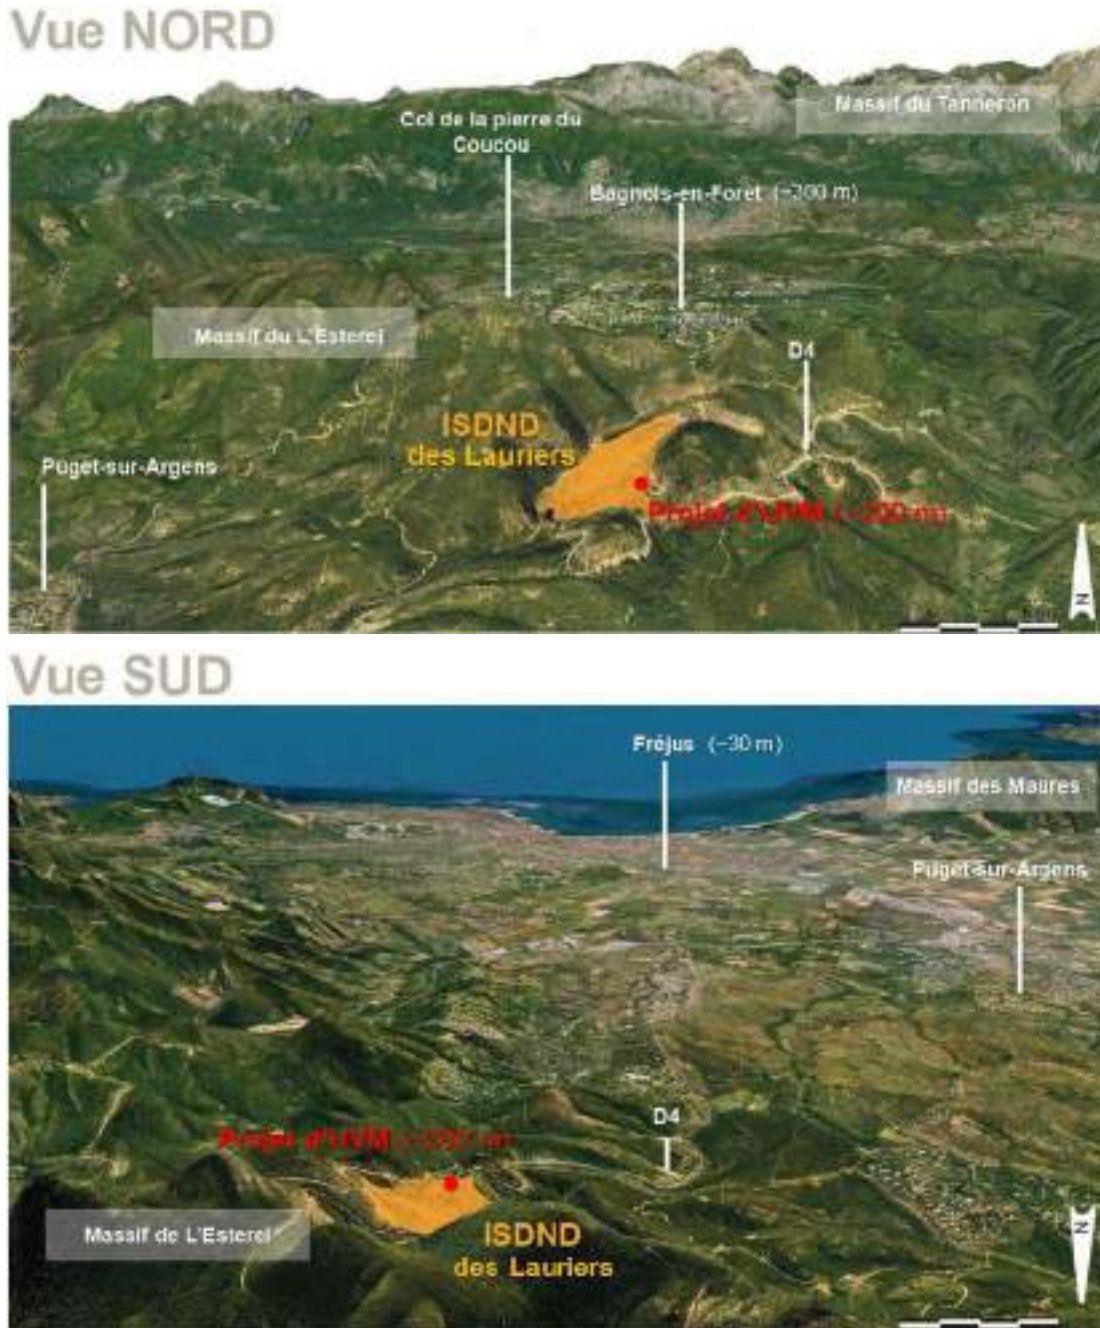 Vue NORD
Massif du Tanneron
Col de la pierre du
Coucou
Bagnols-en-Foret (~300 m)
Massif du L'Esterel
D4
ISDND
des Lauriers
Puget-sur-Argens
Projet d'UVM (~200 m)
N
Vue SUD
Fréjus (~30 m)
Massif des Maures
Puget-sur-Argens
D4
Projet d'UVM
Massif de L'Esterel
ISDND
des Lauriers
N